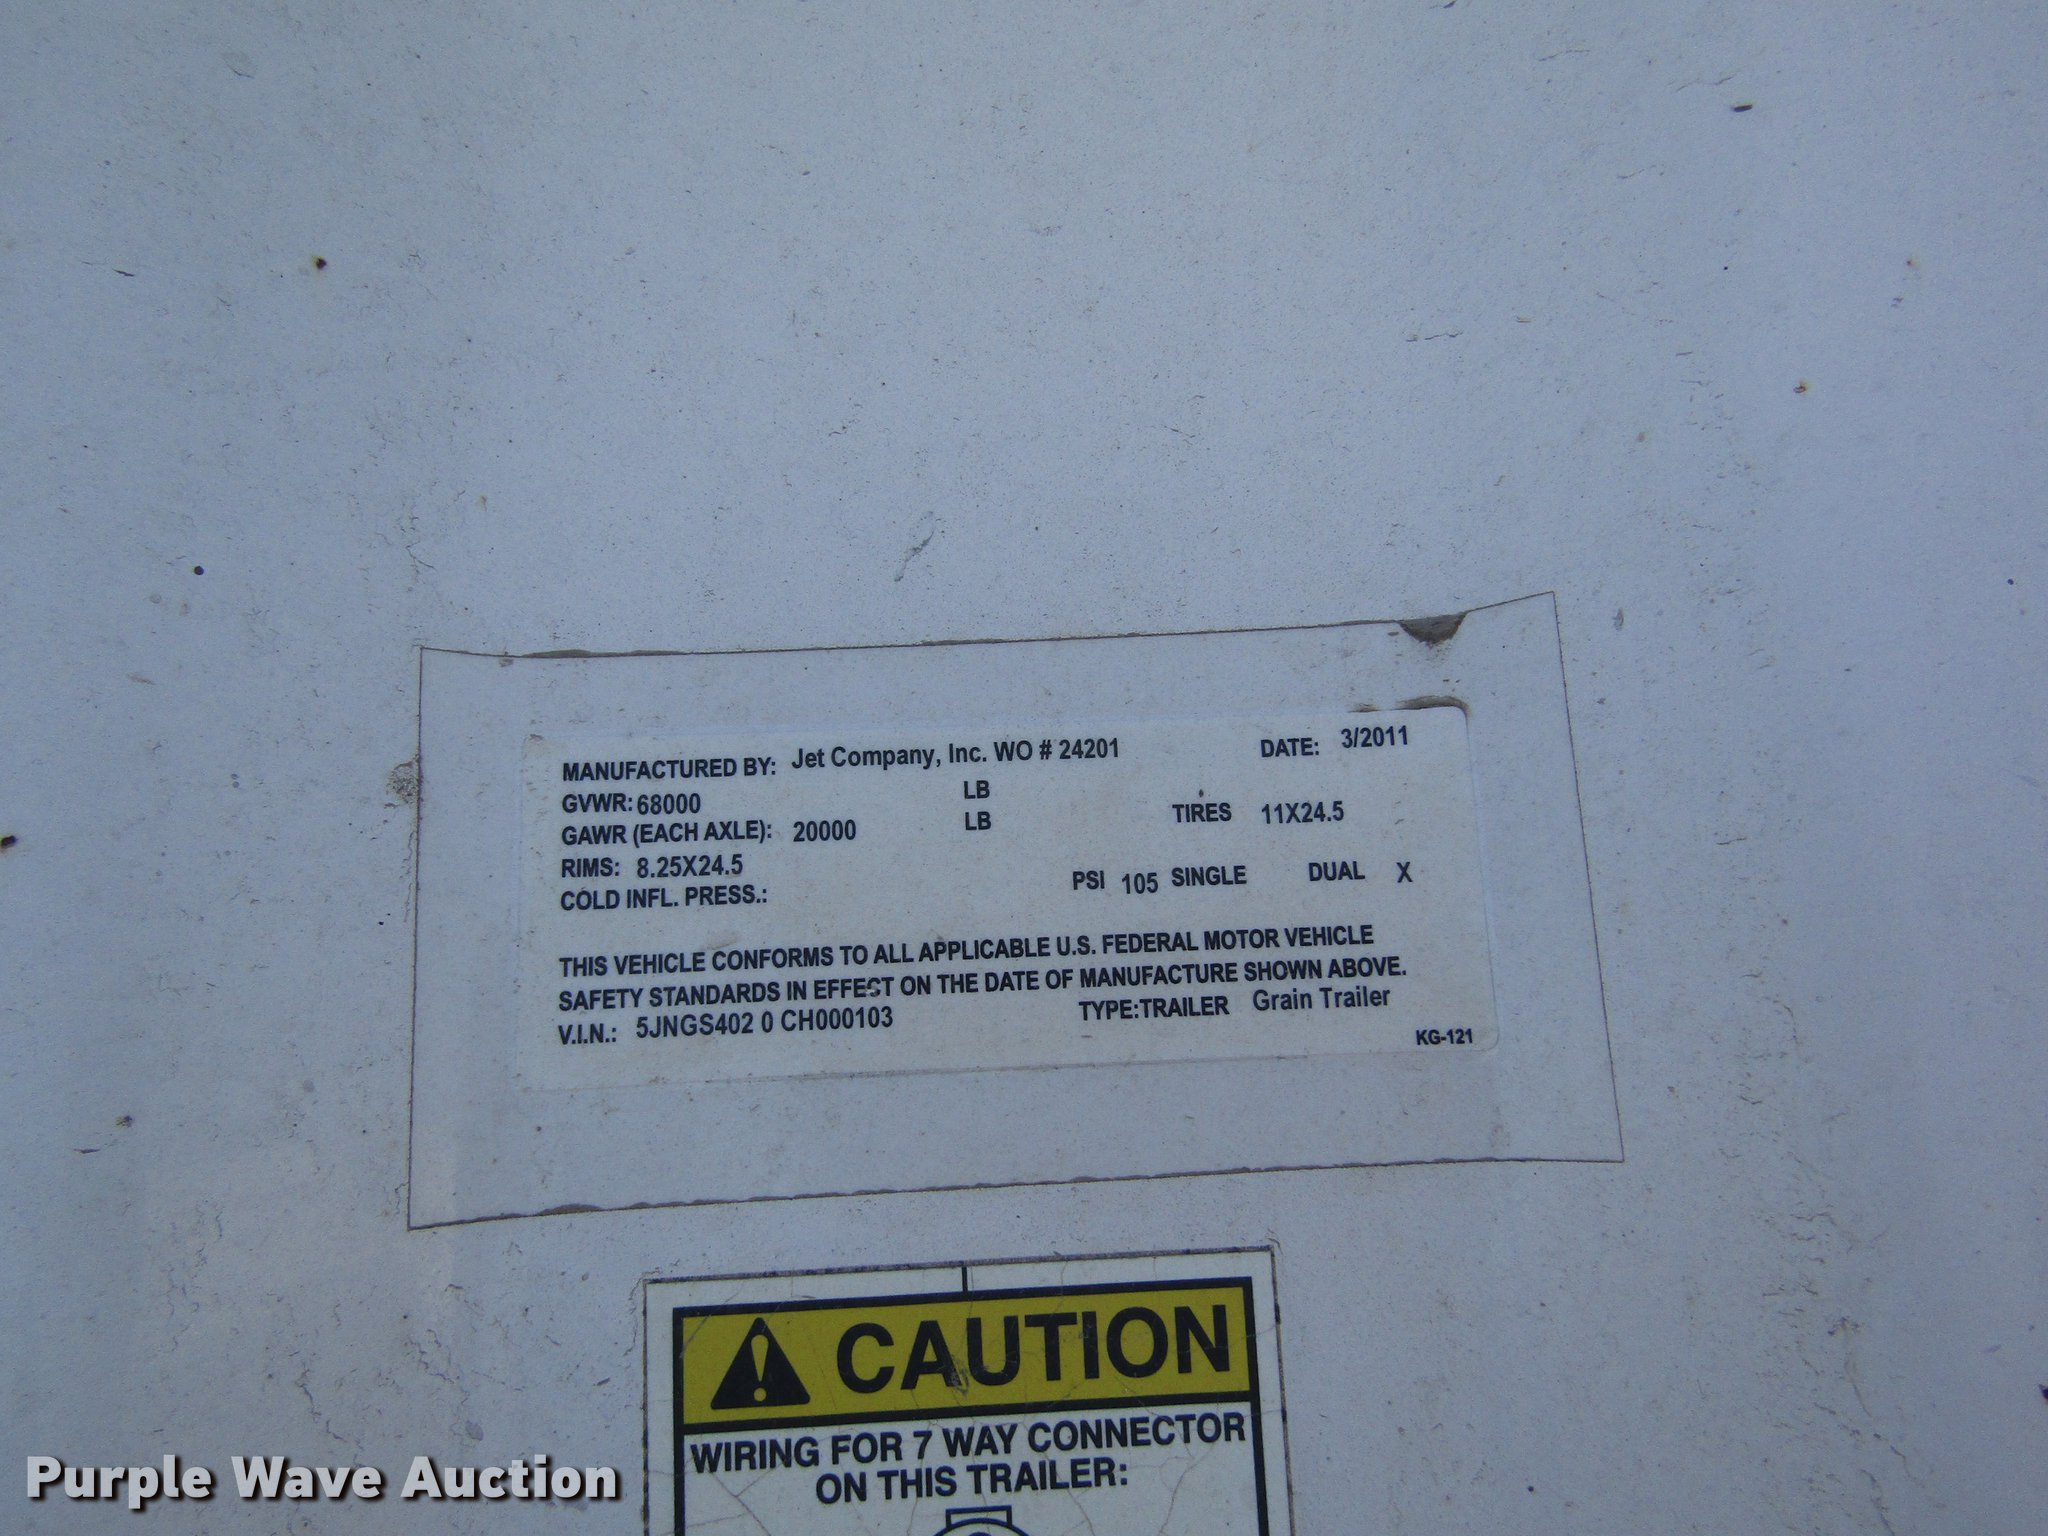 MANUFACTURED BY: Jet Company, Inc. WO # 24201 DATE: 3/2011
GVWR: 68000 LB
GAWR (EACH AXLE): 20000 LB TIRES 11X24.5
RIMS: 8.25X24.5
COLD INFL. PRESS.: PSI 105 SINGLE DUAL X
THIS VEHICLE CONFORMS TO ALL APPLICABLE U.S. FEDERAL MOTOR VEHICLE
SAFETY STANDARDS IN EFFECT ON THE DATE OF MANUFACTURE SHOWN ABOVE.
V.I.N.: 5JNGS402 0 CH000103 TYPE:TRAILER Grain Trailer
KG-121
CAUTION
WIRING FOR 7 WAY CONNECTOR
ON THIS TRAILER:
Purple Wave Auction